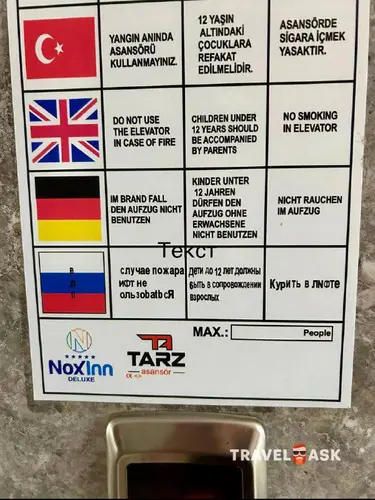 YANGIN ANINDA
ASANSÖRÜ
KULLANMAYINIZ.
12 YAŞIN
ALTINDAKİ
ÇOCUKLARA
REFAKAT
EDİLMELİDİR.
ASANSÖRDE
SİGARA İÇMEK
YASAKTIR.
DO NOT USE
THE ELEVATOR
IN CASE OF FIRE
CHILDREN UNDER
12 YEARS SHOULD
BE ACCOMPANIED
BY PARENTS
NO SMOKING
IN ELEVATOR
IM BRAND FALL
DEN AUFZUG NICHT
BENUTZEN
KINDER UNTER
12 JAHREN
DÜRFEN DEN
AUFZUG OHNE
ERWACHSENE
NICHT BENUTZEN
NICHT RAUCHEN
IM AUFZUG
Текст
случае пожара
ифт не
ользоbatbcЯ
Дети до 12 лет должны
быть в сопровождении
взрослых
Курить в лифте
MAX.:
People
NoxInn
DELUXE
TARZ
asansör
TRAVEL ASK